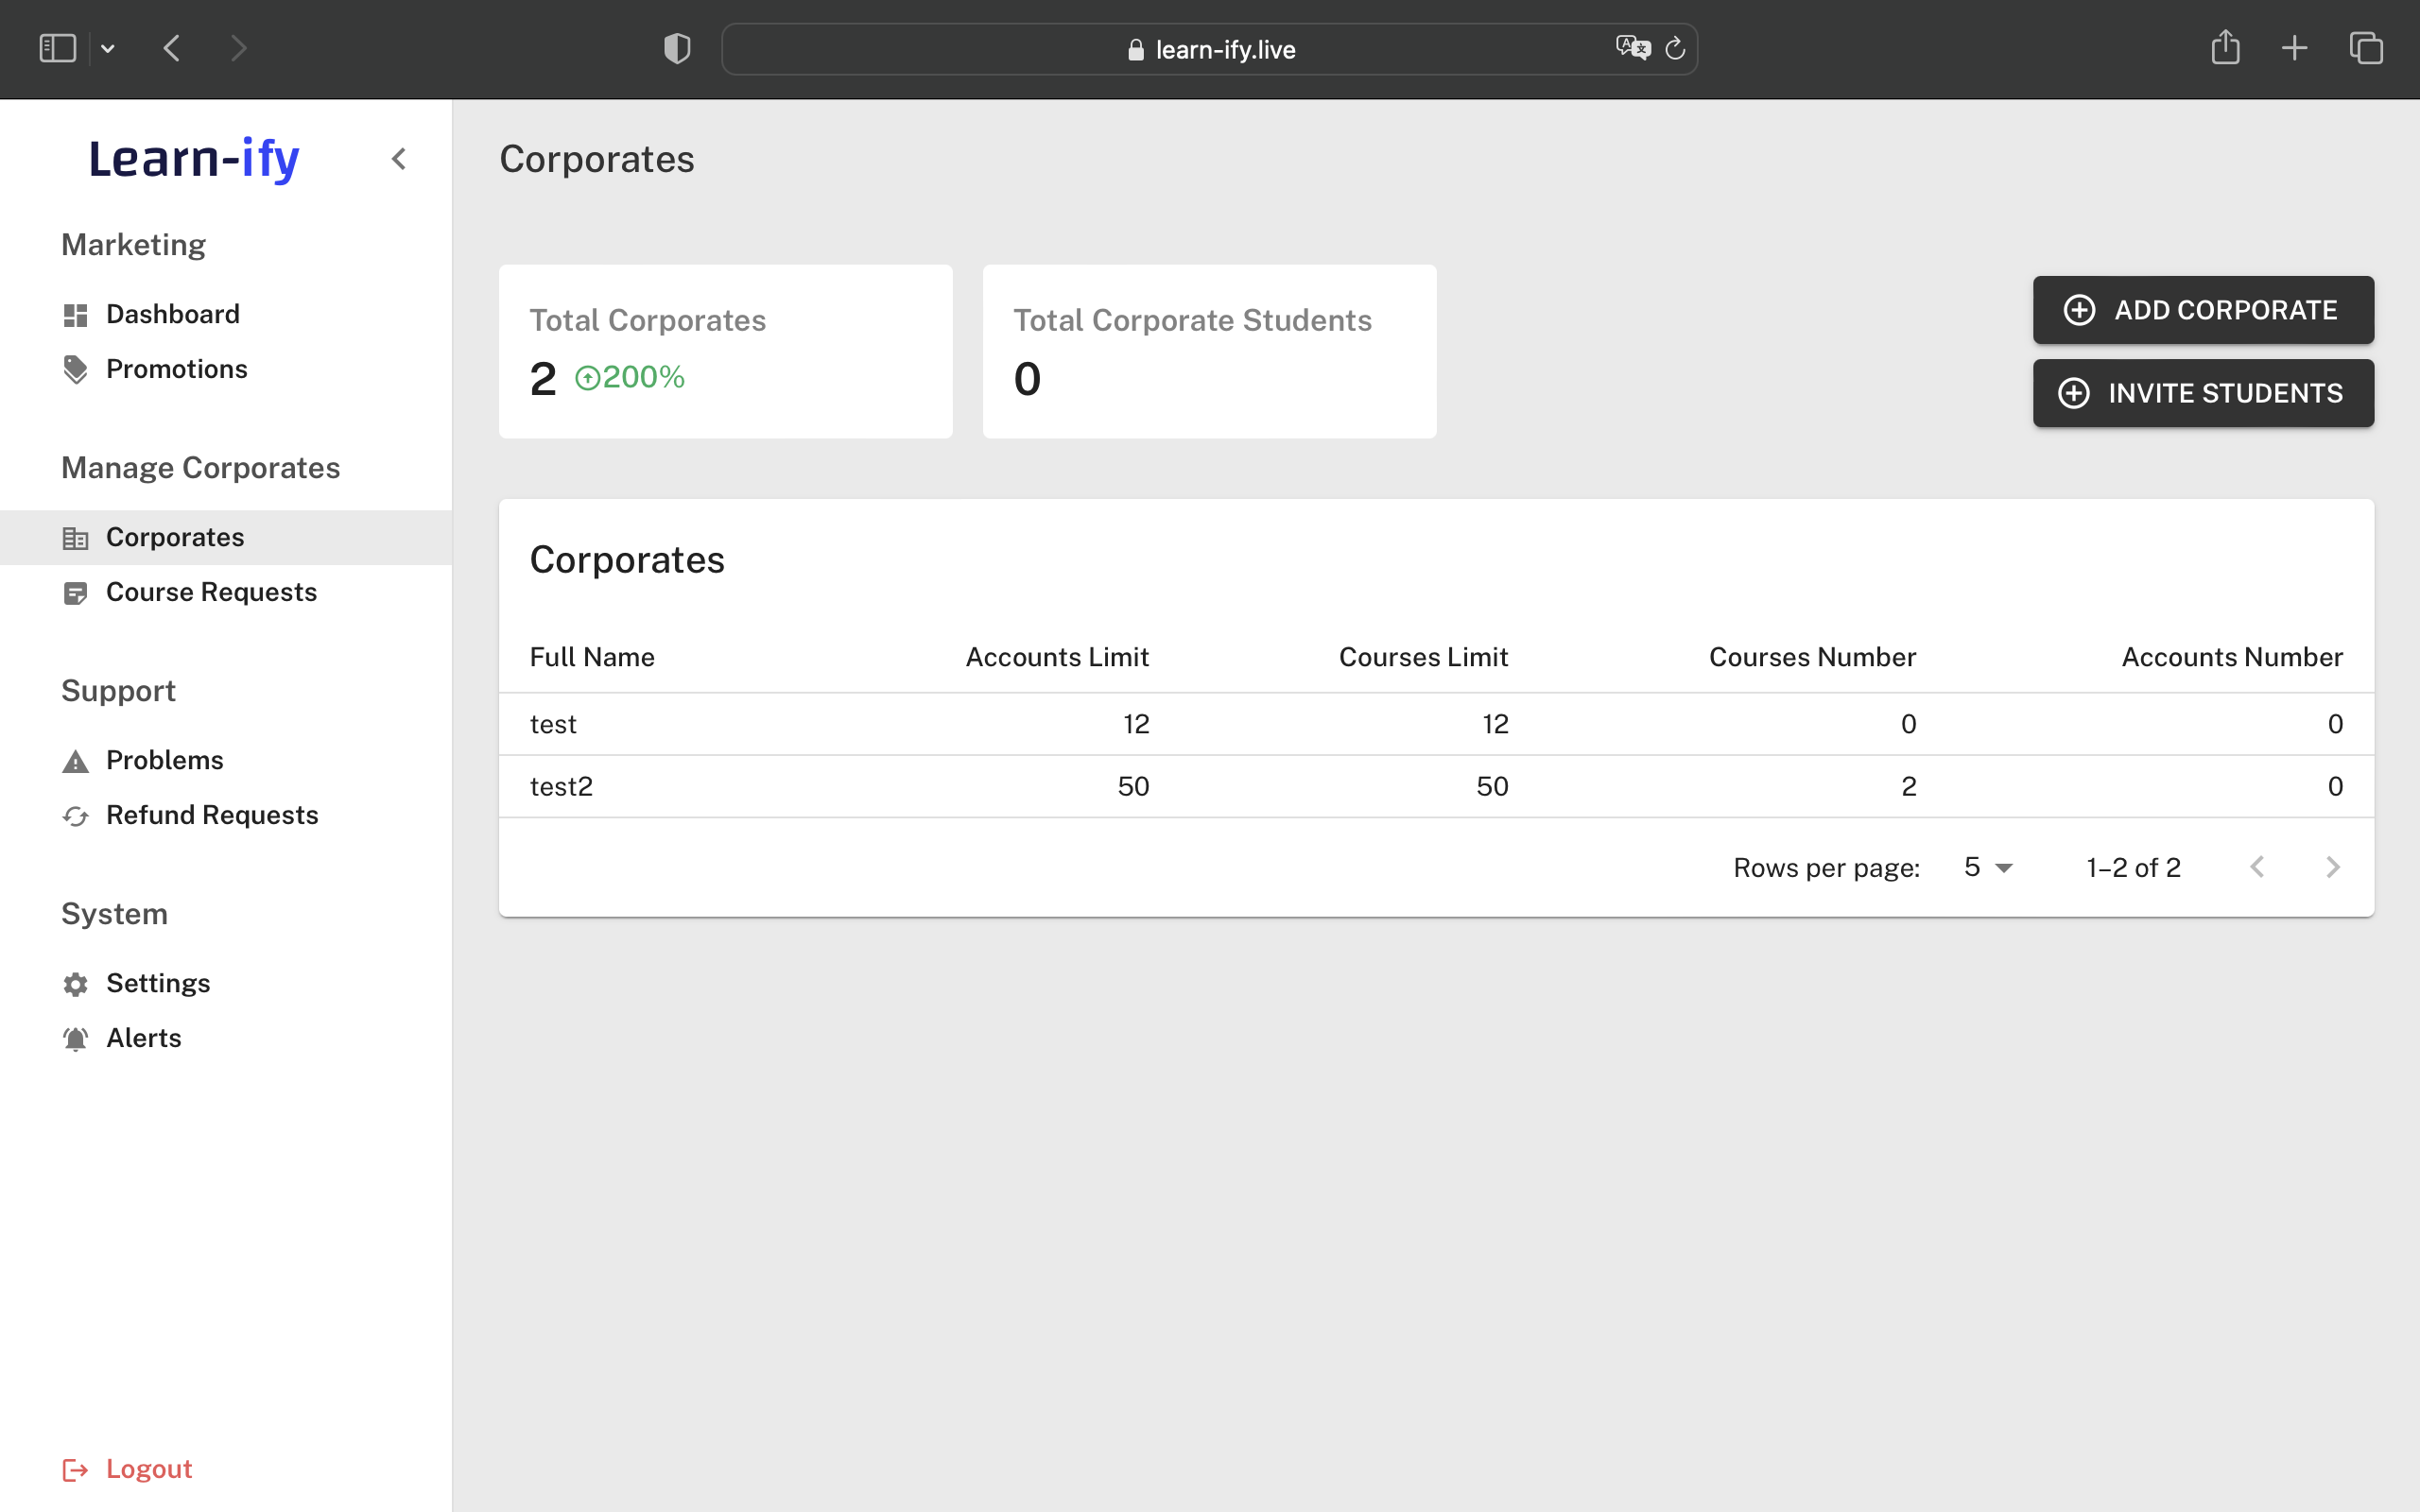 learn-ify.live
Learn-ify
Marketing
Dashboard
Promotions
Manage Corporates
Corporates
Course Requests
Support
Problems
Refund Requests
System
Settings
Alerts
Logout
Corporates
Total Corporates
2 200%
Total Corporate Students
0
ADD CORPORATE
INVITE STUDENTS
Corporates
Full Name Accounts Limit Courses Limit Courses Number Accounts Number
test 12 12 0 0
test2 50 50 2 0
Rows per page: 5 1–2 of 2